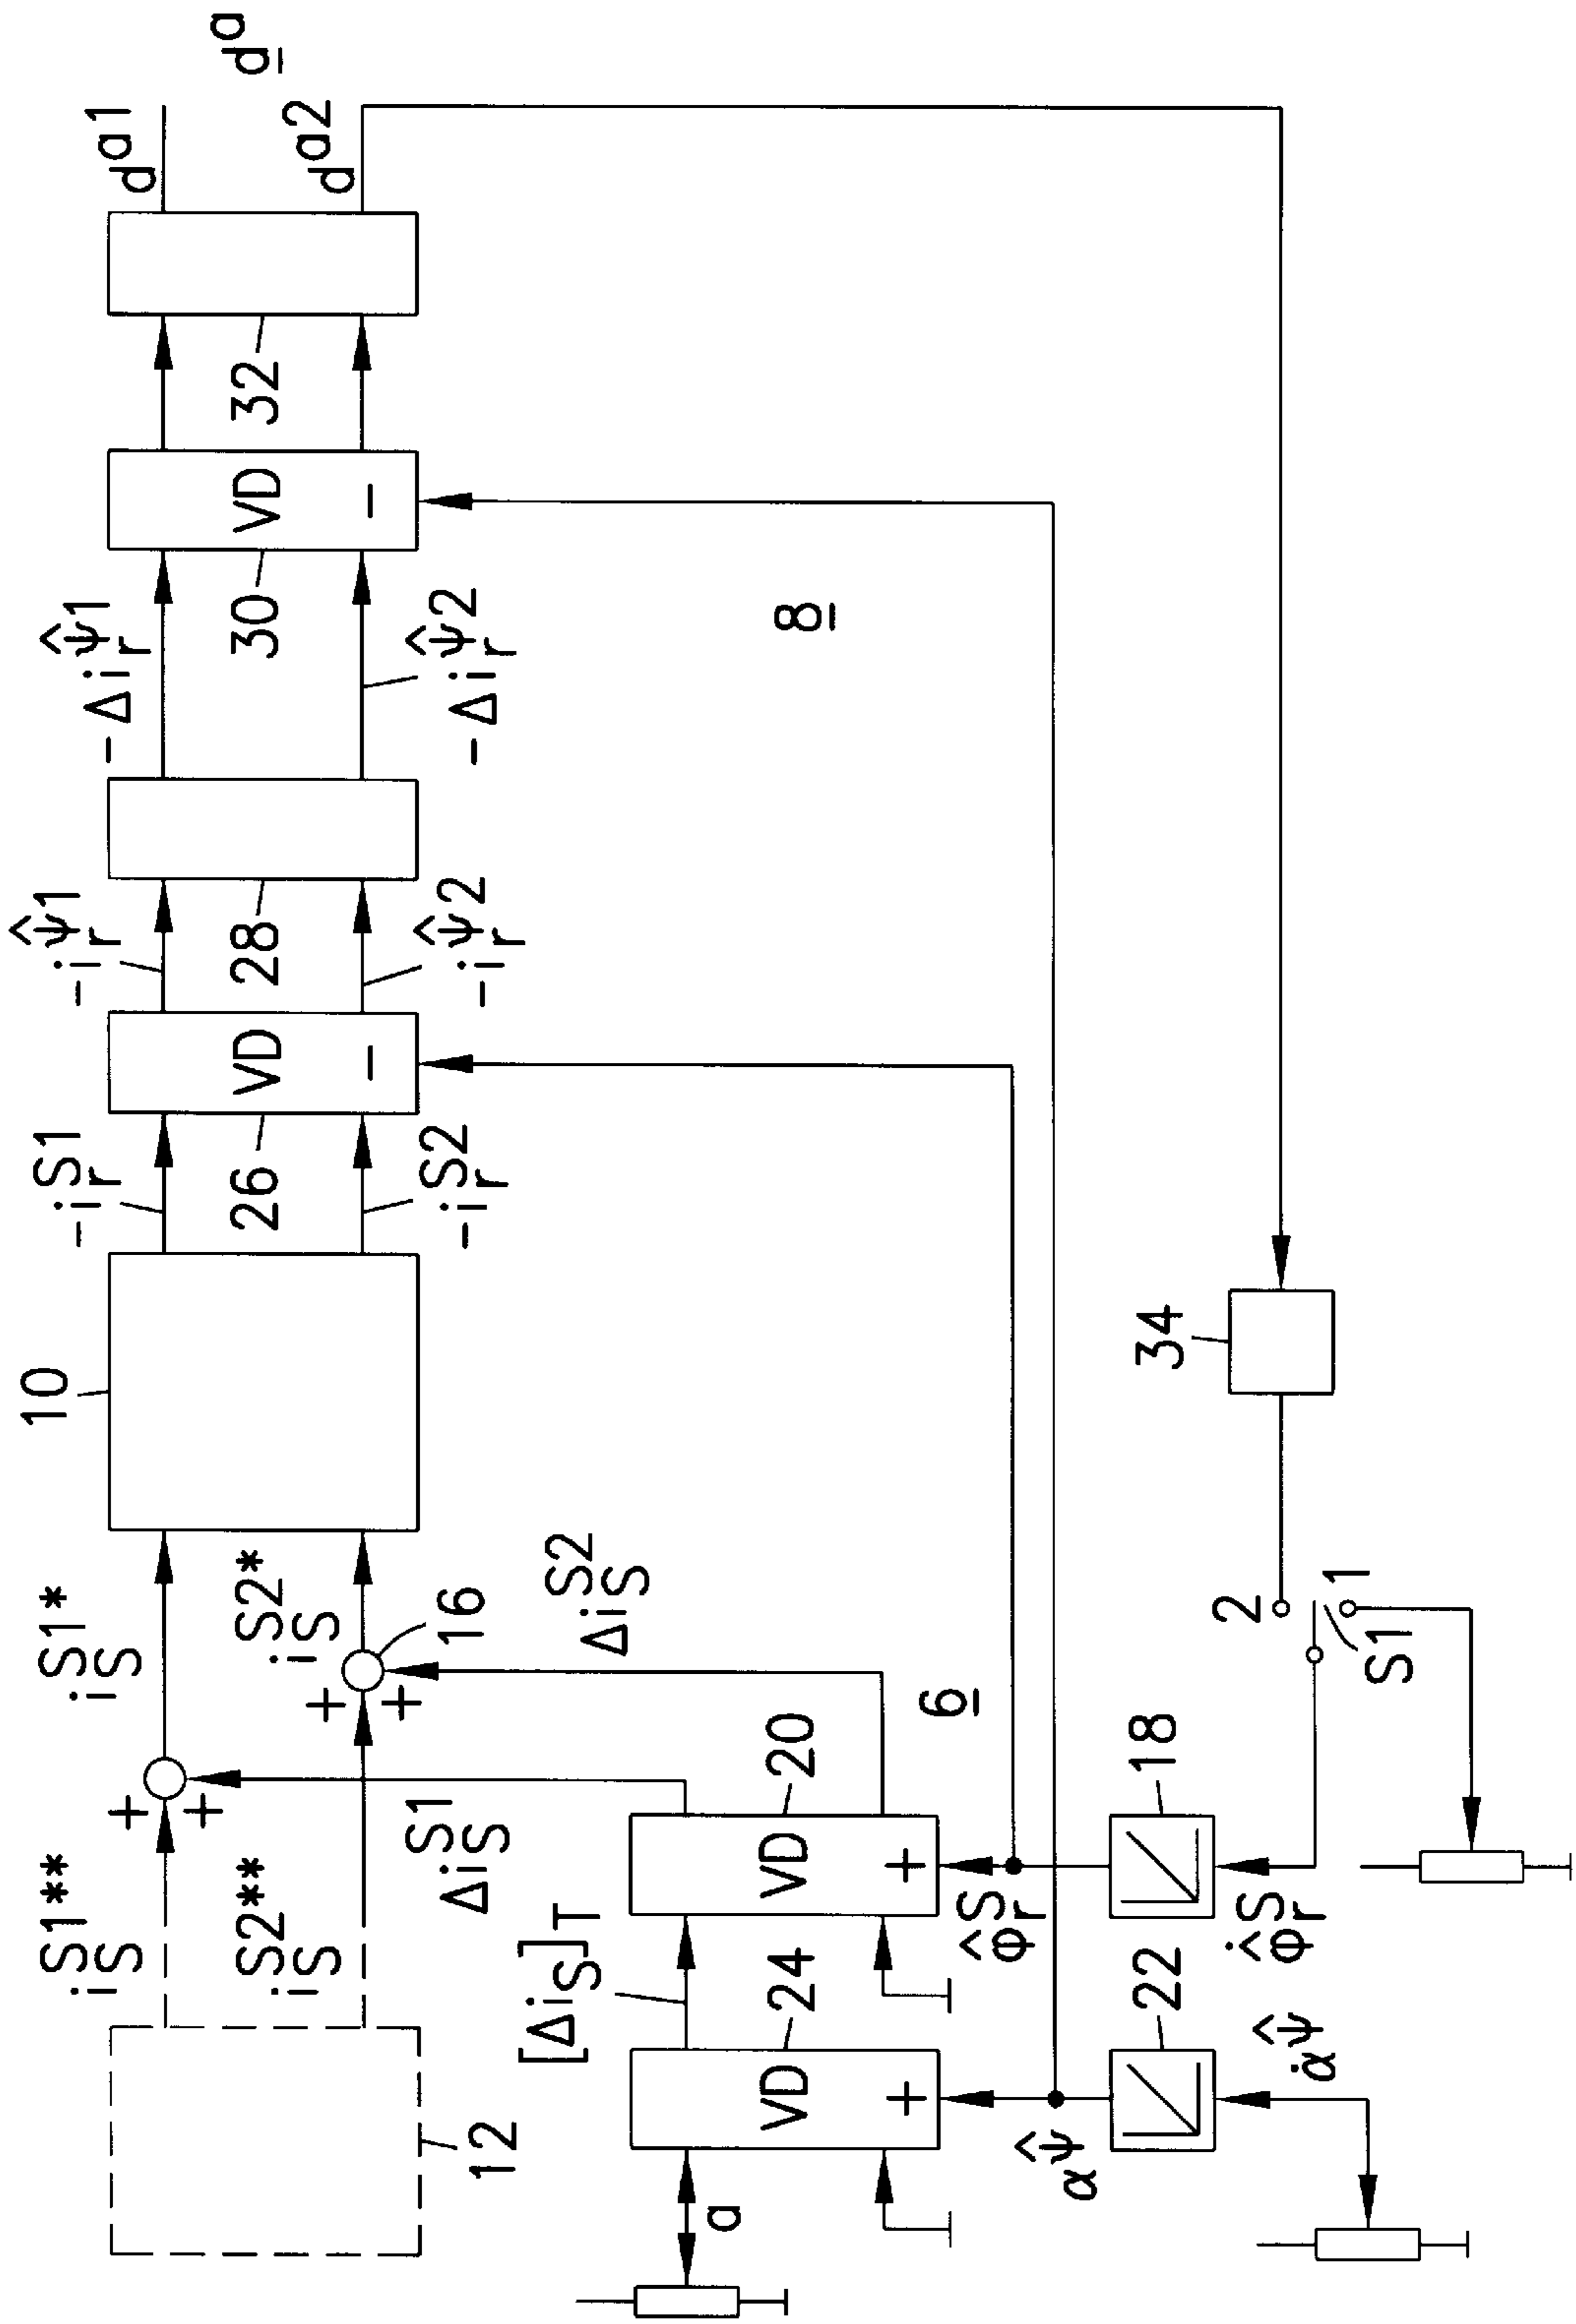 i_S^S1**
i_S^S1*
-i_r^S1
-i_r^ψ̂1
-Δi_r^ψ̂1
d^a1
d^a
+
+
10
12
i_S^S2**
i_S^S2*
+
+
16
26
VD
-
28
30
VD
-
32
d^a2
-i_r^S2
-i_r^ψ̂2
-Δi_r^ψ̂2
Δi_S^S1
Δi_S^S2
[Δi_S]_T
a
24
VD
+
20
VD
+
6
8
α^ψ̂
φ̂_r^S
22
18
α̇^ψ̂
φ̂̇_r^S
2
1
S1
34